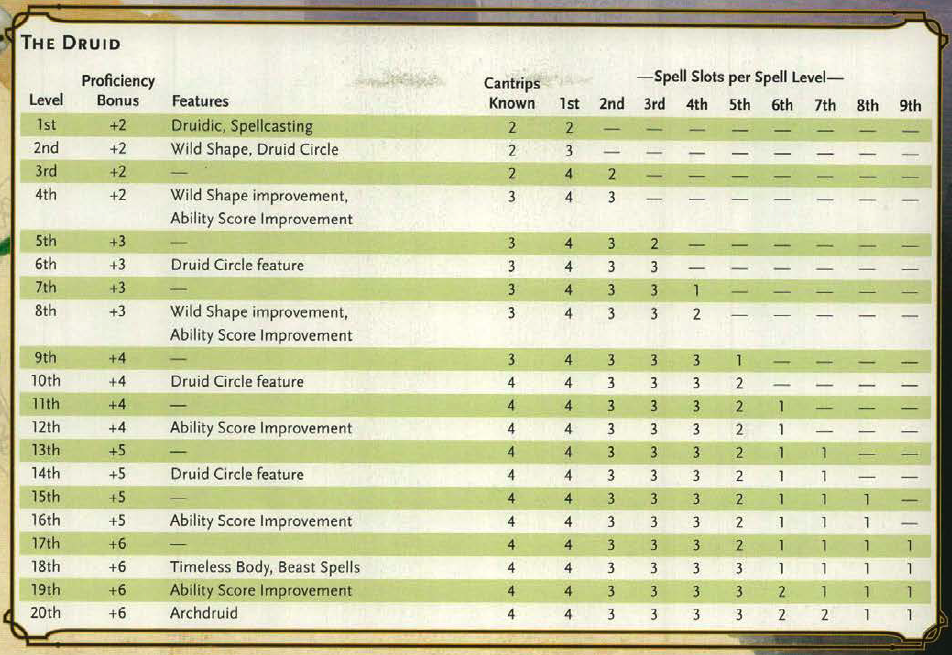 THE DRUID
Proficiency Cantrips —Spell Slots per Spell Level—
Level Bonus Features Known 1st 2nd 3rd 4th 5th 6th 7th 8th 9th
1st +2 Druidic, Spellcasting 2 2 — — — — — — — —
2nd +2 Wild Shape, Druid Circle 2 3 — — — — — — — —
3rd +2 — 2 4 2 — — — — — — —
4th +2 Wild Shape improvement, 3 4 3 — — — — — — —
Ability Score Improvement
5th +3 — 3 4 3 2 — — — — — —
6th +3 Druid Circle feature 3 4 3 3 — — — — — —
7th +3 — 3 4 3 3 1 — — — — —
8th +3 Wild Shape improvement, 3 4 3 3 2 — — — — —
Ability Score Improvement
9th +4 — 3 4 3 3 3 1 — — — —
10th +4 Druid Circle feature 4 4 3 3 3 2 — — — —
11th +4 — 4 4 3 3 3 2 1 — — —
12th +4 Ability Score Improvement 4 4 3 3 3 2 1 — — —
13th +5 — 4 4 3 3 3 2 1 1 — —
14th +5 Druid Circle feature 4 4 3 3 3 2 1 1 — —
15th +5 — 4 4 3 3 3 2 1 1 1 —
16th +5 Ability Score Improvement 4 4 3 3 3 2 1 1 1 —
17th +6 — 4 4 3 3 3 2 1 1 1 1
18th +6 Timeless Body, Beast Spells 4 4 3 3 3 3 1 1 1 1
19th +6 Ability Score Improvement 4 4 3 3 3 3 2 1 1 1
20th +6 Archdruid 4 4 3 3 3 3 2 2 1 1